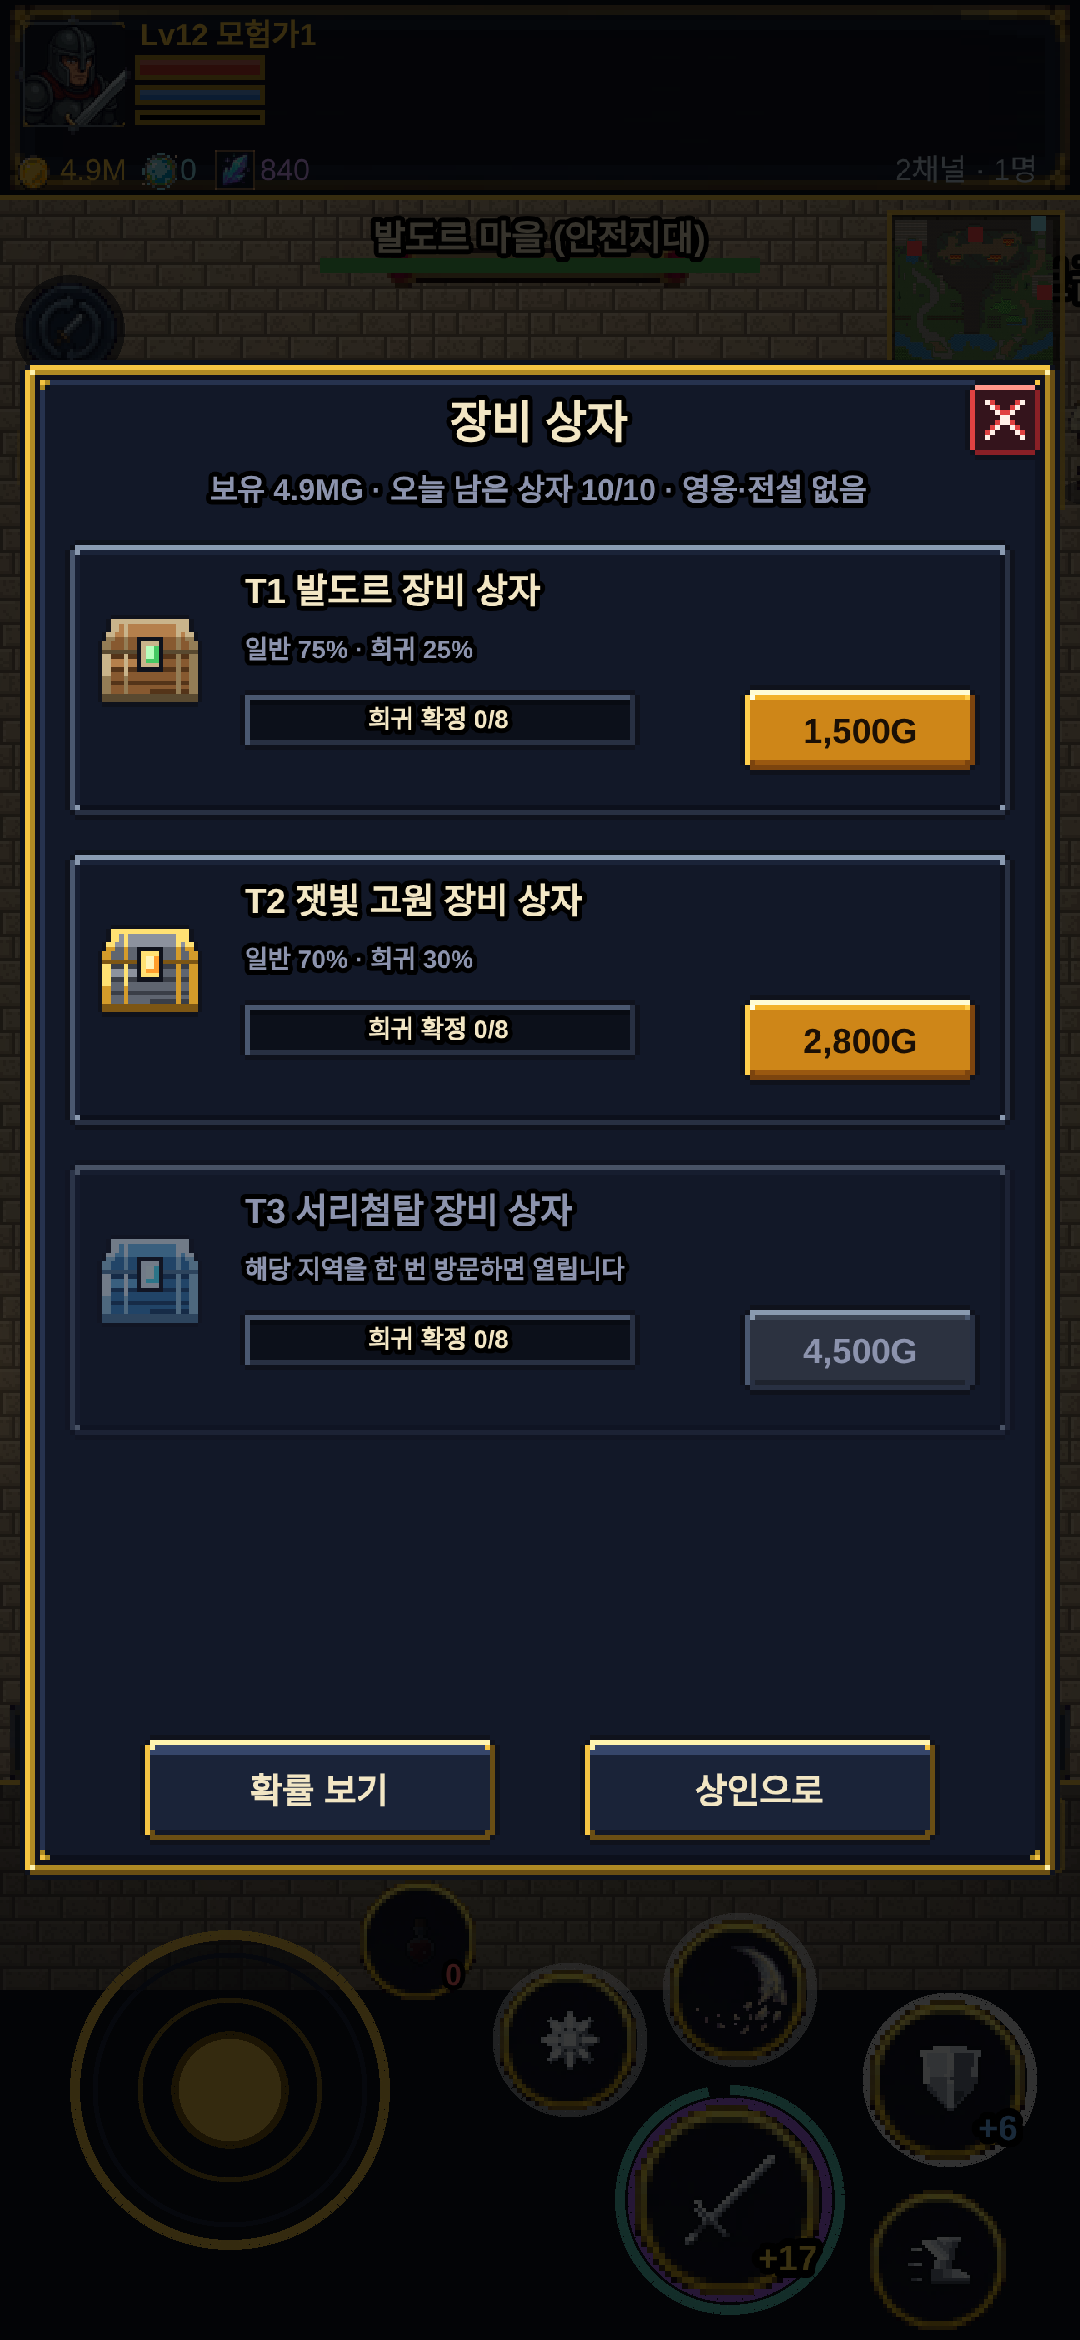 Lv12 모험가1
4.9M 0 840 2채널 · 1명
발도르 마을 (안전지대)
장비 상자
보유 4.9MG · 오늘 남은 상자 10/10 · 영웅·전설 없음
T1 발도르 장비 상자
일반 75% · 희귀 25%
희귀 확정 0/8
1,500G
T2 잿빛 고원 장비 상자
일반 70% · 희귀 30%
희귀 확정 0/8
2,800G
T3 서리첨탑 장비 상자
해당 지역을 한 번 방문하면 열립니다
희귀 확정 0/8
4,500G
확률 보기
상인으로
0
+6
+17